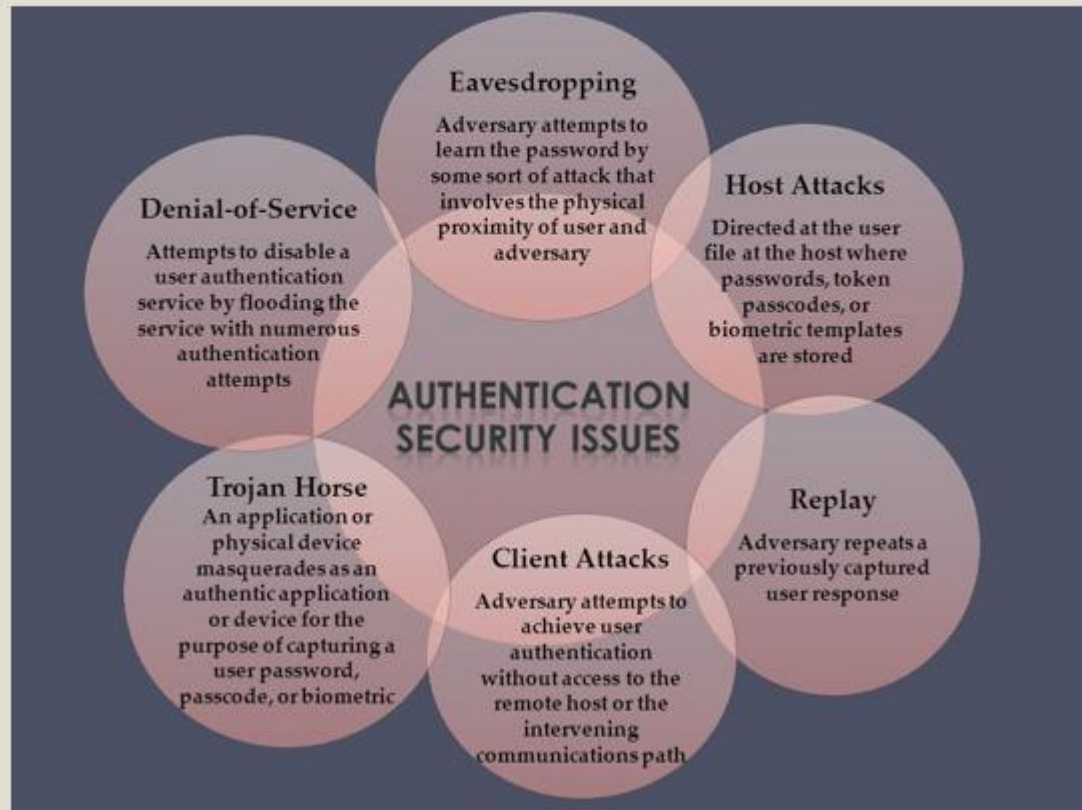 Eavesdropping
Adversary attempts to
learn the password by
some sort of attack that
involves the physical
proximity of user and
adversary
Host Attacks
Directed at the user
file at the host where
passwords, token
passcodes, or
biometric templates
are stored
Replay
Adversary repeats a
previously captured
user response
Client Attacks
Adversary attempts to
achieve user
authentication
without access to the
remote host or the
intervening
communications path
Trojan Horse
An application or
physical device
masquerades as an
authentic application
or device for the
purpose of capturing a
user password,
passcode, or biometric
Denial-of-Service
Attempts to disable a
user authentication
service by flooding the
service with numerous
authentication
attempts
AUTHENTICATION
SECURITY ISSUES